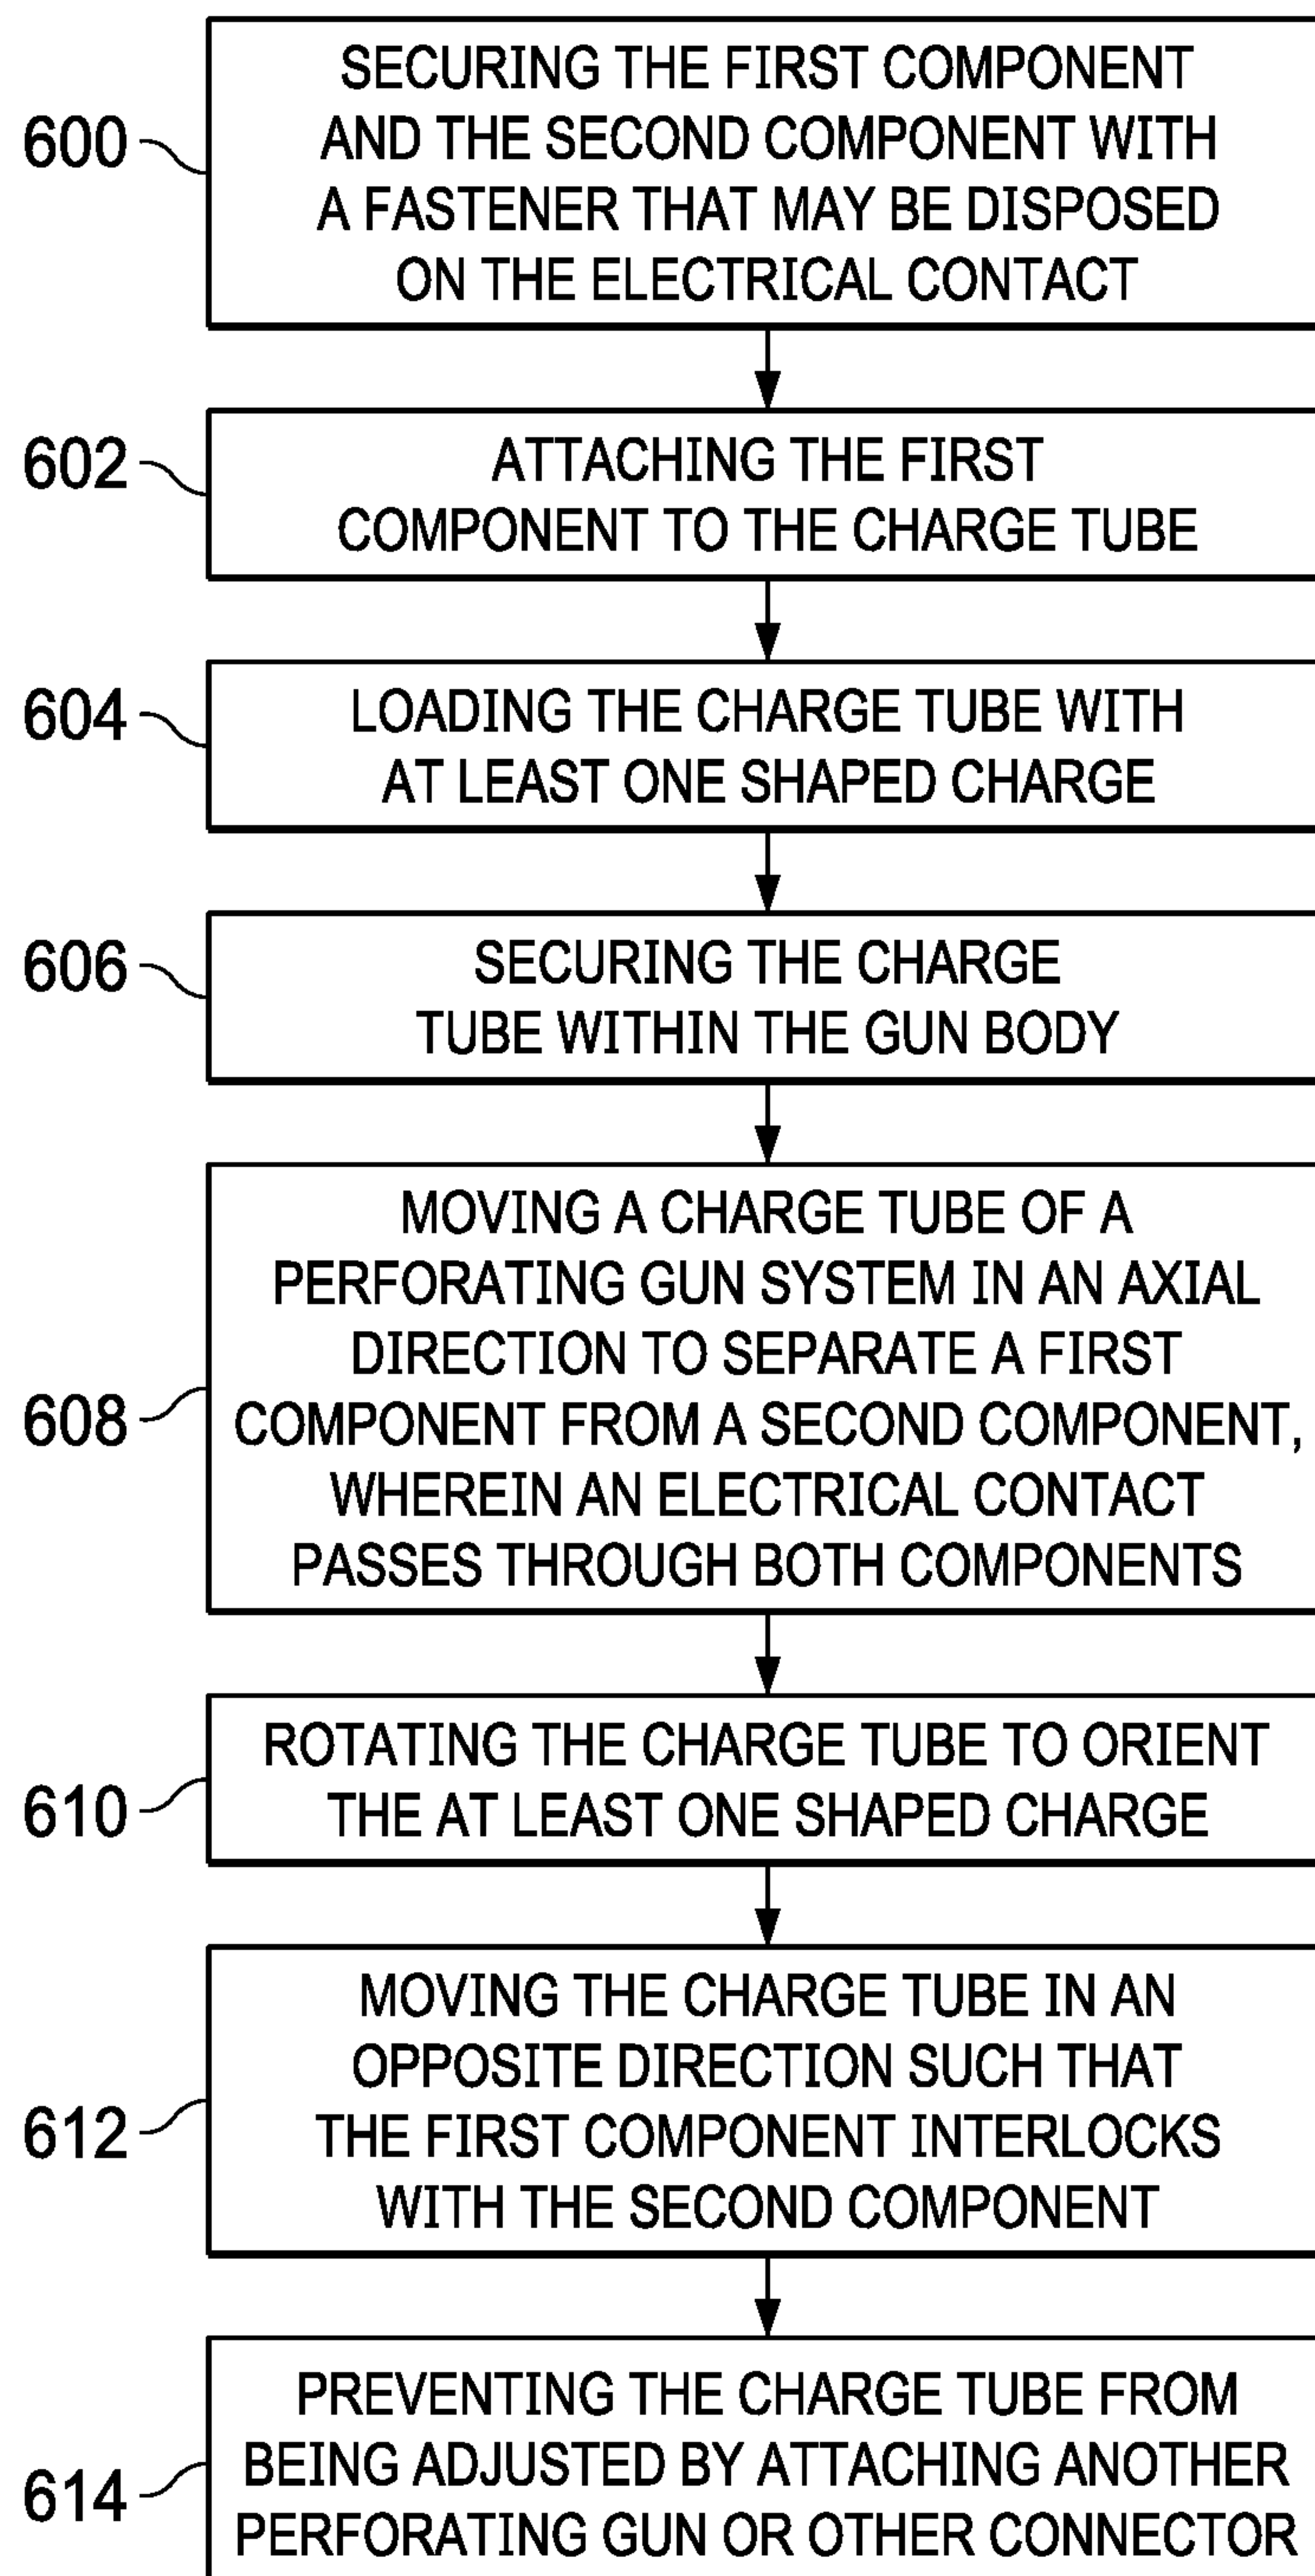 600
SECURING THE FIRST COMPONENT
AND THE SECOND COMPONENT WITH
A FASTENER THAT MAY BE DISPOSED
ON THE ELECTRICAL CONTACT
602
ATTACHING THE FIRST
COMPONENT TO THE CHARGE TUBE
604
LOADING THE CHARGE TUBE WITH
AT LEAST ONE SHAPED CHARGE
606
SECURING THE CHARGE
TUBE WITHIN THE GUN BODY
608
MOVING A CHARGE TUBE OF A
PERFORATING GUN SYSTEM IN AN AXIAL
DIRECTION TO SEPARATE A FIRST
COMPONENT FROM A SECOND COMPONENT,
WHEREIN AN ELECTRICAL CONTACT
PASSES THROUGH BOTH COMPONENTS
610
ROTATING THE CHARGE TUBE TO ORIENT
THE AT LEAST ONE SHAPED CHARGE
612
MOVING THE CHARGE TUBE IN AN
OPPOSITE DIRECTION SUCH THAT
THE FIRST COMPONENT INTERLOCKS
WITH THE SECOND COMPONENT
614
PREVENTING THE CHARGE TUBE FROM
BEING ADJUSTED BY ATTACHING ANOTHER
PERFORATING GUN OR OTHER CONNECTOR